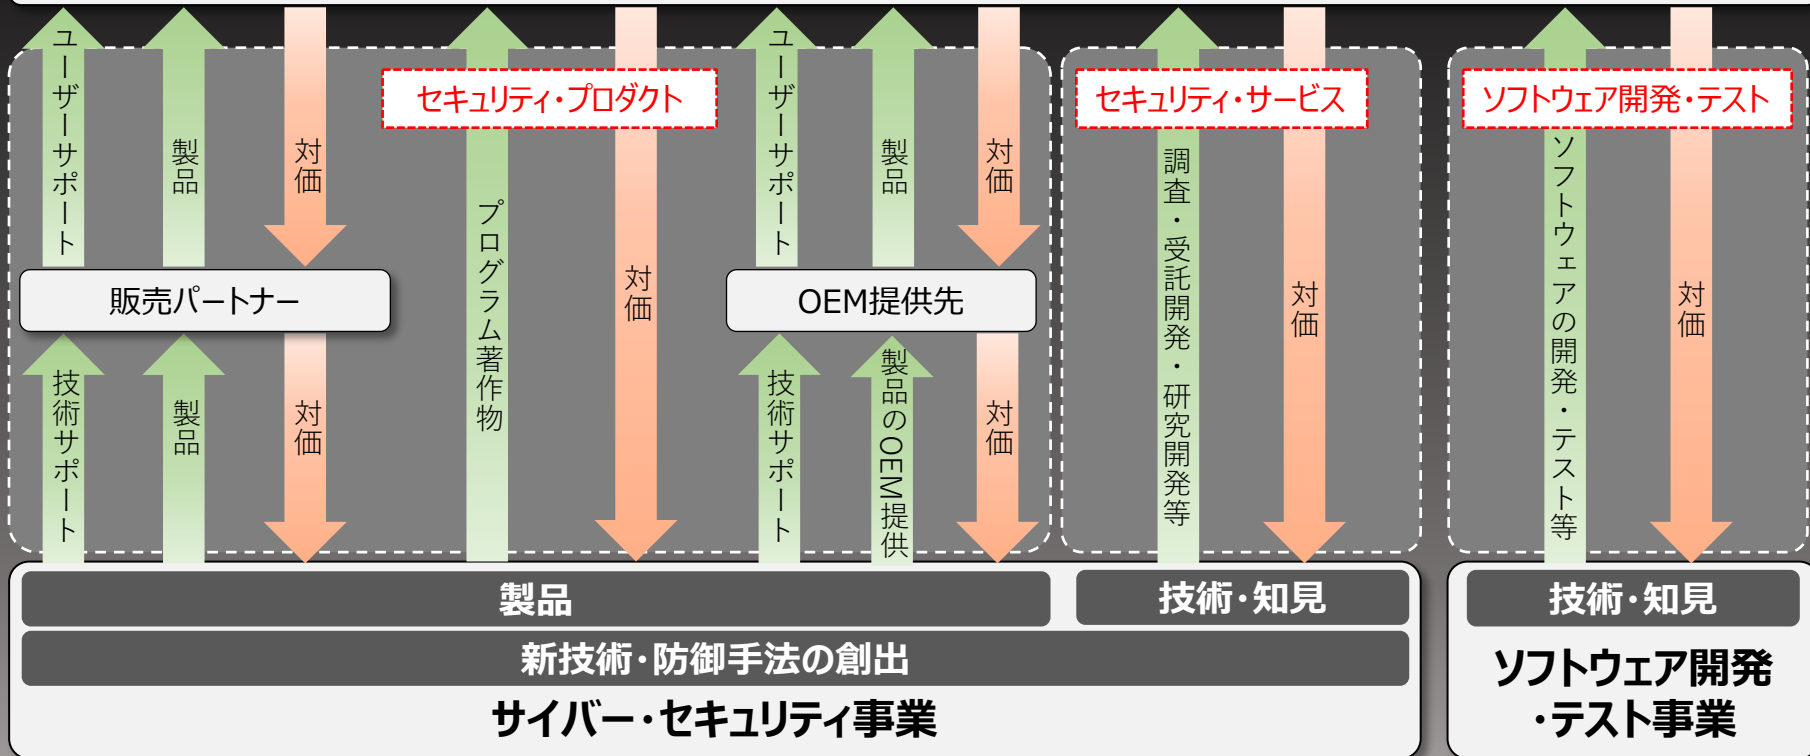 セキュリティ・プロダクト
セキュリティ・サービス
ソフトウェア開発・テスト
ユーザーサポート
製品
対価
プログラム著作物
対価
ユーザーサポート
製品
対価
調査・受託開発・研究開発等
対価
ソフトウェアの開発・テスト等
対価
販売パートナー
OEM提供先
技術サポート
製品
対価
技術サポート
製品のOEM提供
対価
製品
技術・知見
技術・知見
新技術・防御手法の創出
サイバー・セキュリティ事業
ソフトウェア開発
・テスト事業